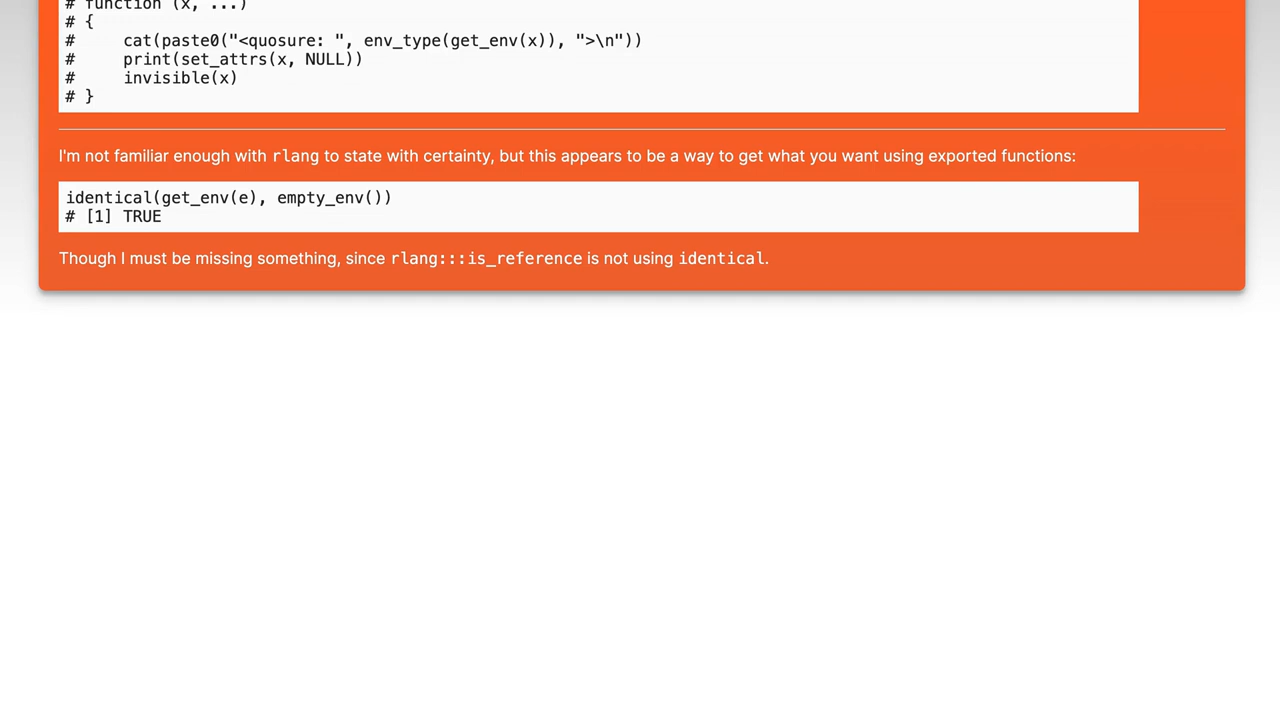 # function (x, ...)
# {
#     cat(paste0("<quosure: ", env_type(get_env(x)), ">\n"))
#     print(set_attrs(x, NULL))
#     invisible(x)
# }
I'm not familiar enough with rlang to state with certainty, but this appears to be a way to get what you want using exported functions:
identical(get_env(e), empty_env())
# [1] TRUE
Though I must be missing something, since rlang:::is_reference is not using identical.